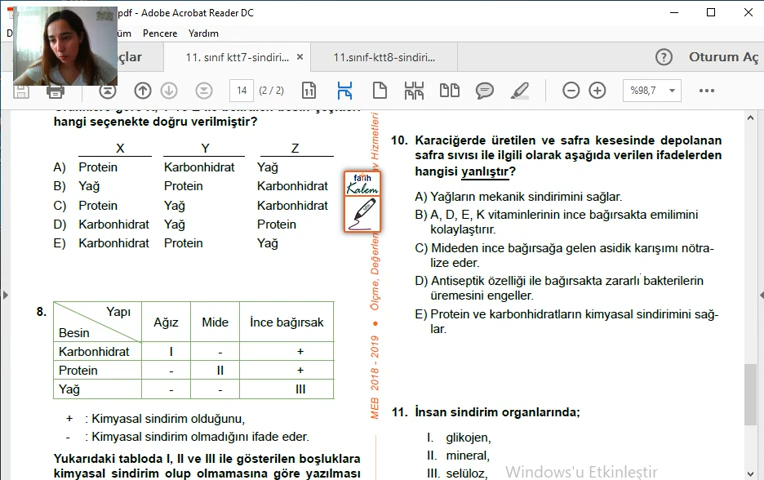 pdf - Adobe Acrobat Reader DC
Pencere Yardım
11. sınıf ktt7-sindiri... ×
11.sınıf-ktt8-sindiri...
? Oturum Aç
14 (2 / 2)
%98,7
hangi seçenekte doğru verilmiştir?
X Y Z
A) Protein Karbonhidrat Yağ
B) Yağ Protein Karbonhidrat
C) Protein Yağ Karbonhidrat
D) Karbonhidrat Yağ Protein
E) Karbonhidrat Protein Yağ
8.
Yapı
Besin
Ağız Mide İnce bağırsak
Karbonhidrat I - +
Protein - II +
Yağ - - III
+ : Kimyasal sindirim olduğunu,
- : Kimyasal sindirim olmadığını ifade eder.
Yukarıdaki tabloda I, II ve III ile gösterilen boşluklara
kimyasal sindirim olup olmamasına göre yazılması
fatih
Kalem
MEB 2018 - 2019 ● Ölçme, Değerlen
av Hizmetleri
10. Karaciğerde üretilen ve safra kesesinde depolanan
safra sıvısı ile ilgili olarak aşağıda verilen ifadelerden
hangisi yanlıştır?
A) Yağların mekanik sindirimini sağlar.
B) A, D, E, K vitaminlerinin ince bağırsakta emilimini
kolaylaştırır.
C) Mideden ince bağırsağa gelen asidik karışımı nötra-
lize eder.
D) Antiseptik özelliği ile bağırsakta zararlı bakterilerin
üremesini engeller.
E) Protein ve karbonhidratların kimyasal sindirimini sağ-
lar.
11. İnsan sindirim organlarında;
I. glikojen,
II. mineral,
III. selüloz,
Windows'u Etkinleştir